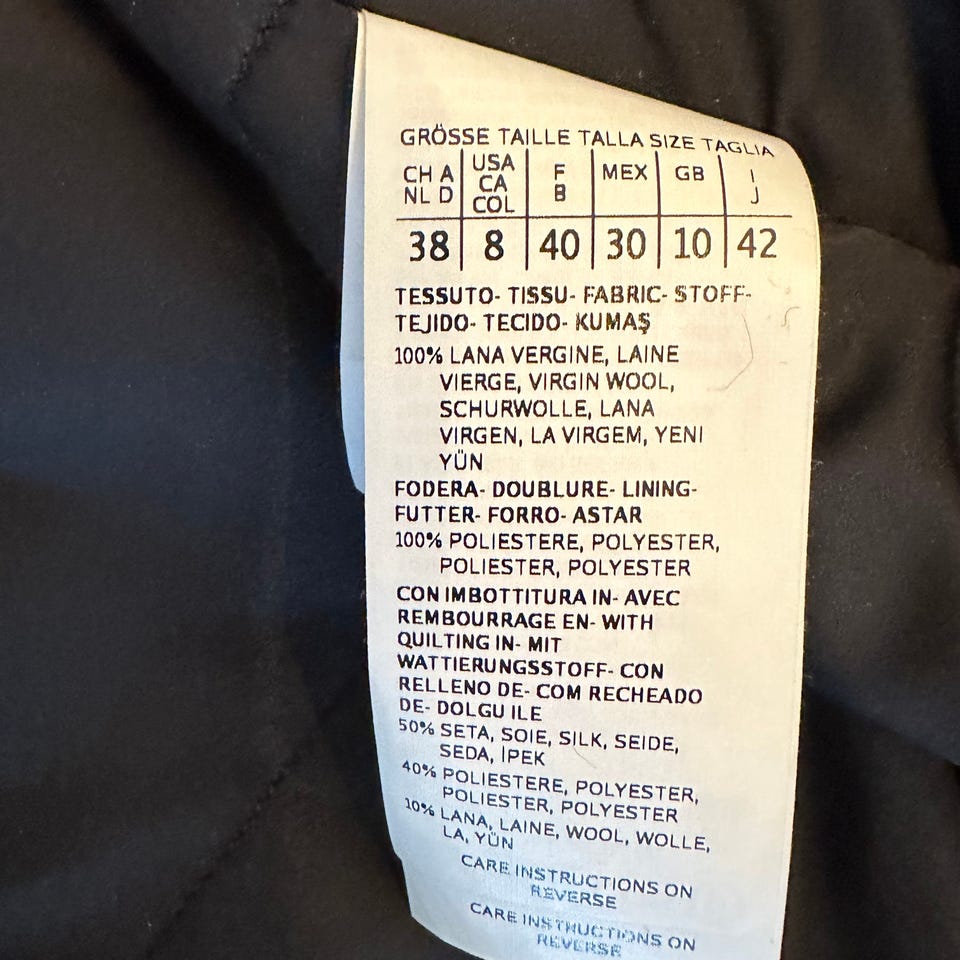 GRÖSSE TAILLE TALLA SIZE TAGLIA
CH A NL D USA CA COL F B MEX GB I J
38 8 40 30 10 42
TESSUTO- TISSU- FABRIC- STOFF-
TEJIDO- TECIDO- KUMAŞ
100% LANA VERGINE, LAINE
VIERGE, VIRGIN WOOL,
SCHURWOLLE, LANA
VIRGEN, LA VIRGEM, YENI
YÜN
FODERA- DOUBLURE- LINING-
FUTTER- FORRO- ASTAR
100% POLIESTERE, POLYESTER,
POLIESTER, POLYESTER
CON IMBOTTITURA IN- AVEC
REMBOURRAGE EN- WITH
QUILTING IN- MIT
WATTIERUNGSSTOFF- CON
RELLENO DE- COM RECHEADO
DE- DOLGU ILE
50% SETA, SOIE, SILK, SEIDE,
SEDA, İPEK
40% POLIESTERE, POLYESTER,
POLIESTER, POLYESTER
10% LANA, LAINE, WOOL, WOLLE,
LA, YÜN
CARE INSTRUCTIONS ON
REVERSE
CARE INSTRUCTIONS ON
REVERSE